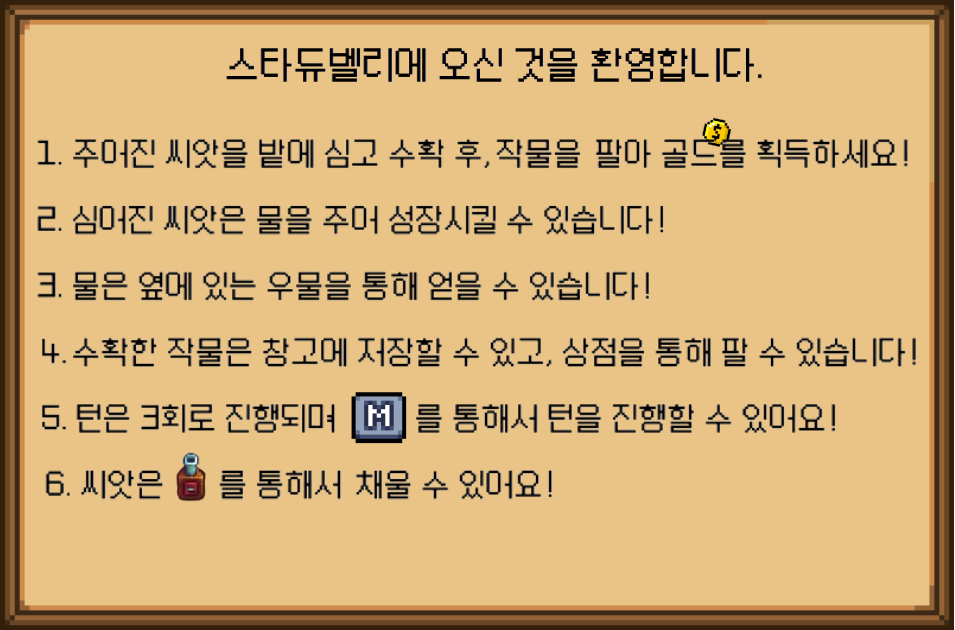 스타듀벨리에 오신 것을 환영합니다.
1. 주어진 씨앗을 밭에 심고 수확 후, 작물을 팔아 골드를 획득하세요!
2. 심어진 씨앗은 물을 주어 성장시킬 수 있습니다!
3. 물은 옆에 있는 우물을 통해 얻을 수 있습니다!
4. 수확한 작물은 창고에 저장할 수 있고, 상점을 통해 팔 수 있습니다!
5. 턴은 3회로 진행되며 M 를 통해서 턴을 진행할 수 있어요!
6. 씨앗은 를 통해서 채울 수 있어요!